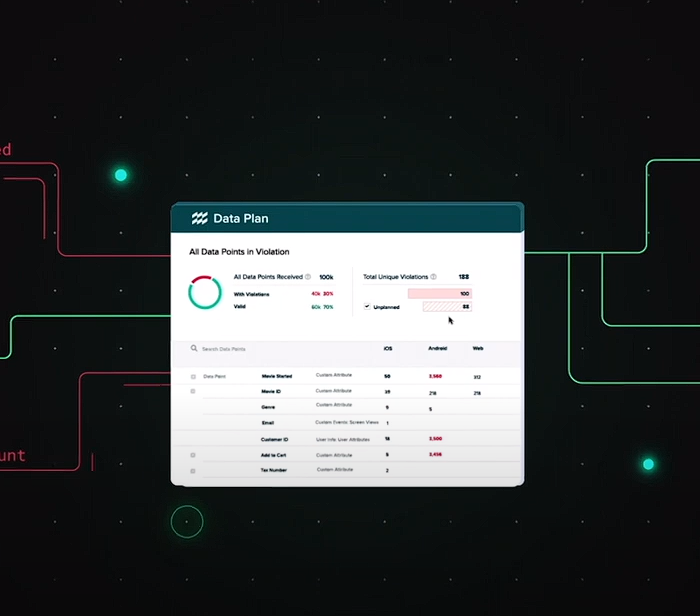 ed
Data Plan
All Data Points in Violation
All Data Points Received 100k
With Violations 40k 30%
Valid 60k 70%
Total Unique Violations 188
100
Unplanned 88
Search Data Points
iOS Android Web
Data Point Movie Started Custom Attribute 50 3,560 312
Movie ID Custom Attribute 218 218
Genre Custom Attribute 9 5
Email Custom Events: Screen Views 1
Customer ID User Info: User Attributes 18 3,500
Add to Cart Custom Attribute 5 3,456
Tax Number Custom Attribute 2
unt